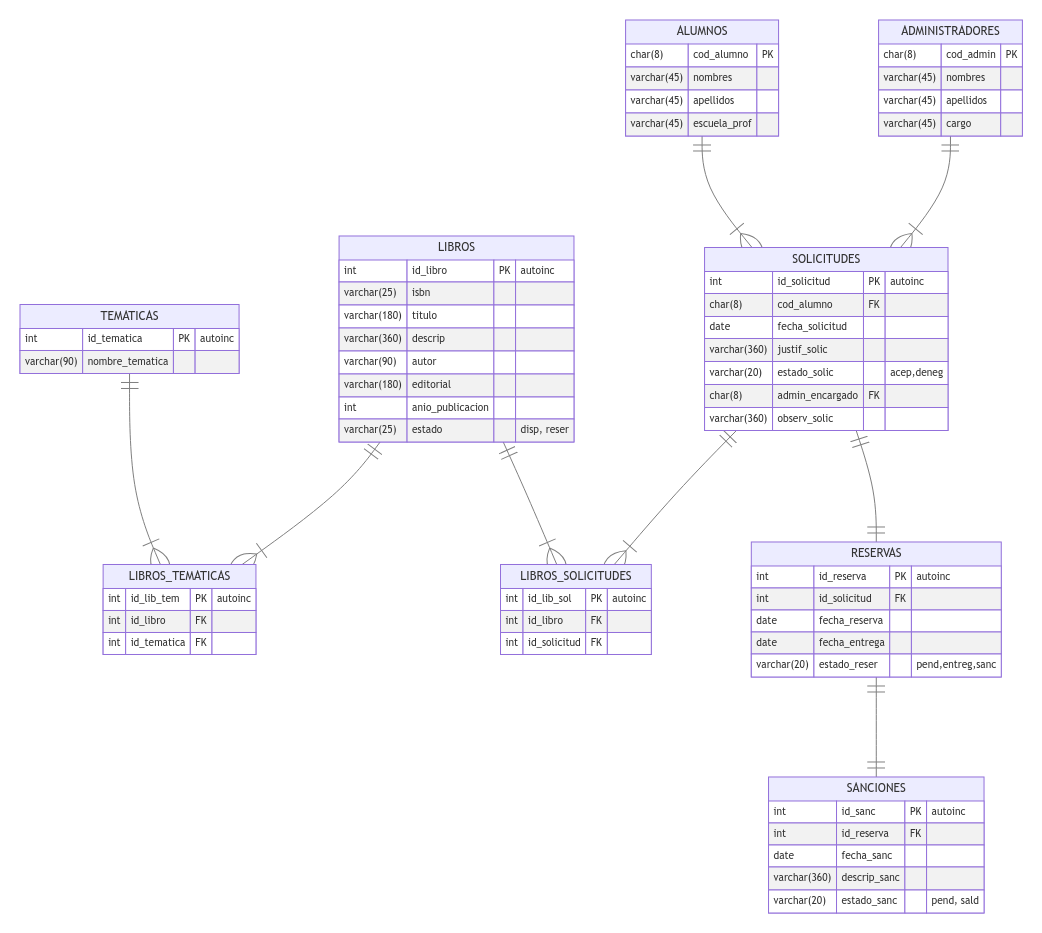 ALUMNOS
char(8) cod_alumno PK
varchar(45) nombres
varchar(45) apellidos
varchar(45) escuela_prof
ADMINISTRADORES
char(8) cod_admin PK
varchar(45) nombres
varchar(45) apellidos
varchar(45) cargo
LIBROS
int id_libro PK autoinc
varchar(25) isbn
varchar(180) titulo
varchar(360) descrip
varchar(90) autor
varchar(180) editorial
int anio_publicacion
varchar(25) estado disp, reser
SOLICITUDES
int id_solicitud PK autoinc
char(8) cod_alumno FK
date fecha_solicitud
varchar(360) justif_solic
varchar(20) estado_solic acep,deneg
char(8) admin_encargado FK
varchar(360) observ_solic
TEMÁTICAS
int id_tematica PK autoinc
varchar(90) nombre_tematica
LIBROS_TEMÁTICAS
int id_lib_tem PK autoinc
int id_libro FK
int id_tematica FK
LIBROS_SOLICITUDES
int id_lib_sol PK autoinc
int id_libro FK
int id_solicitud FK
RESERVAS
int id_reserva PK autoinc
int id_solicitud FK
date fecha_reserva
date fecha_entrega
varchar(20) estado_reser pend,entreg,sanc
SANCIONES
int id_sanc PK autoinc
int id_reserva FK
date fecha_sanc
varchar(360) descrip_sanc
varchar(20) estado_sanc pend, sald